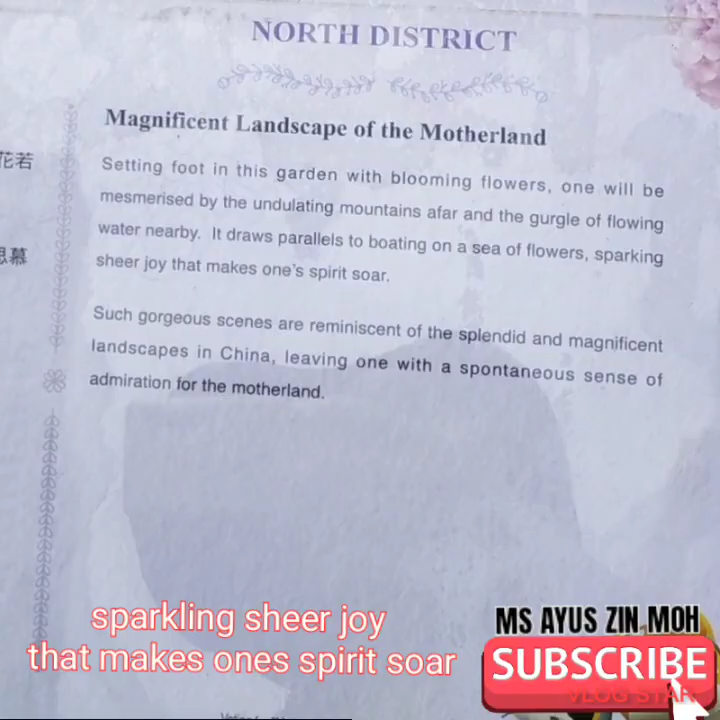 NORTH DISTRICT
Magnificent Landscape of the Motherland
花若
Setting foot in this garden with blooming flowers, one will be
mesmerised by the undulating mountains afar and the gurgle of flowing
water nearby. It draws parallels to boating on a sea of flowers, sparking
思慕
sheer joy that makes one's spirit soar.
Such gorgeous scenes are reminiscent of the splendid and magnificent
landscapes in China, leaving one with a spontaneous sense of
admiration for the motherland.
sparkling sheer joy
that makes ones spirit soar
MS AYUS ZIN MOH
SUBSCRIBE
VLOG STAR